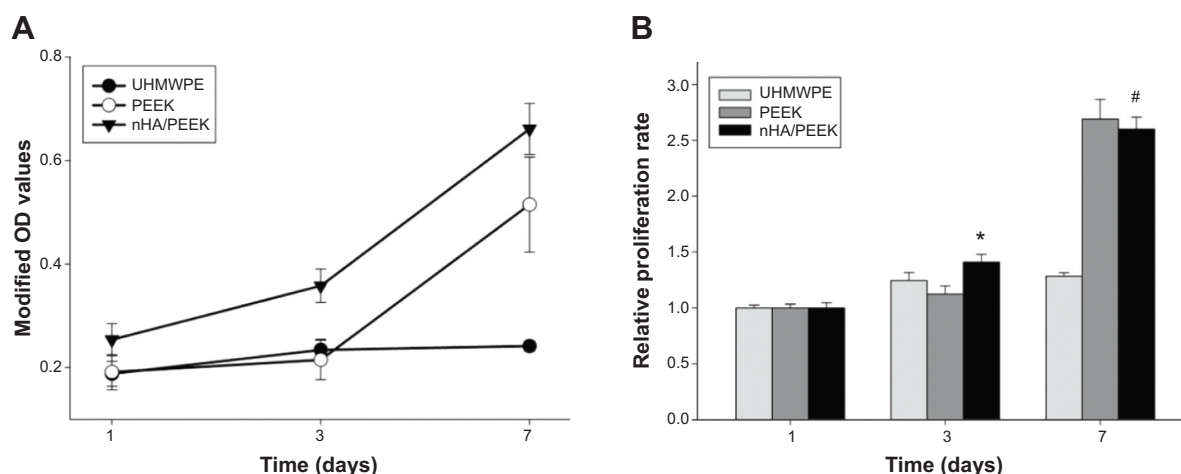 A
Modified OD values
0.8
0.6
0.4
0.2
UHMWPE
PEEK
nHA/PEEK
1 3 7
Time (days)
B
Relative proliferation rate
3.0
2.5
2.0
1.5
1.0
0.5
0.0
UHMWPE
PEEK
nHA/PEEK
*
#
1 3 7
Time (days)